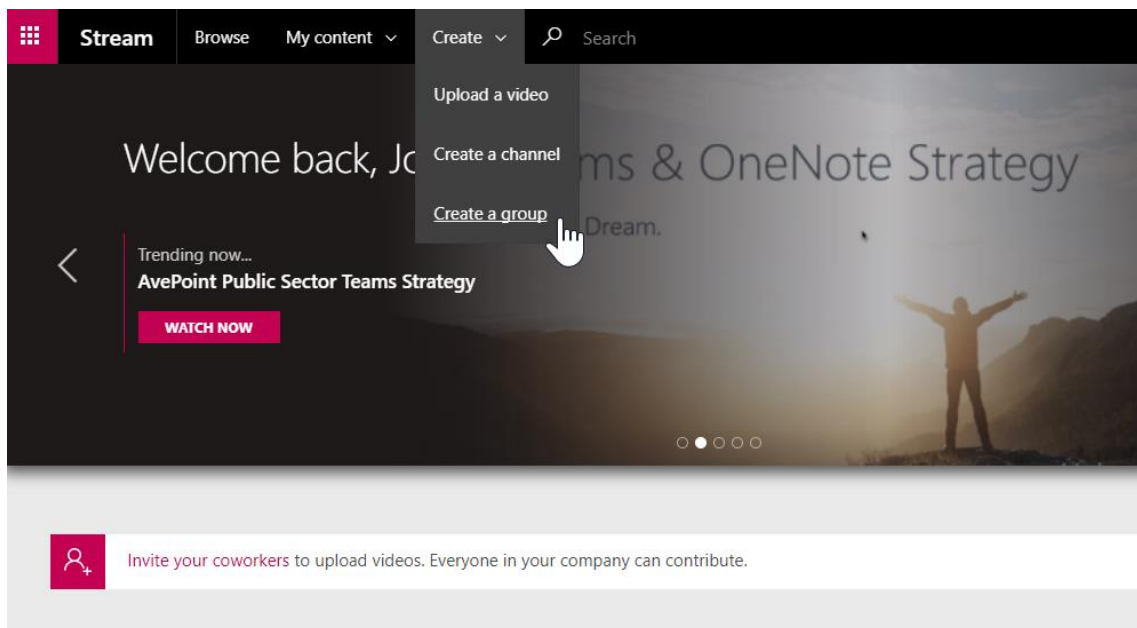 Stream Browse My content Create Search
Upload a video
Create a channel
Create a group
Welcome back, Jo
ms & OneNote Strategy
Dream.
Trending now...
AvePoint Public Sector Teams Strategy
WATCH NOW
Invite your coworkers to upload videos. Everyone in your company can contribute.